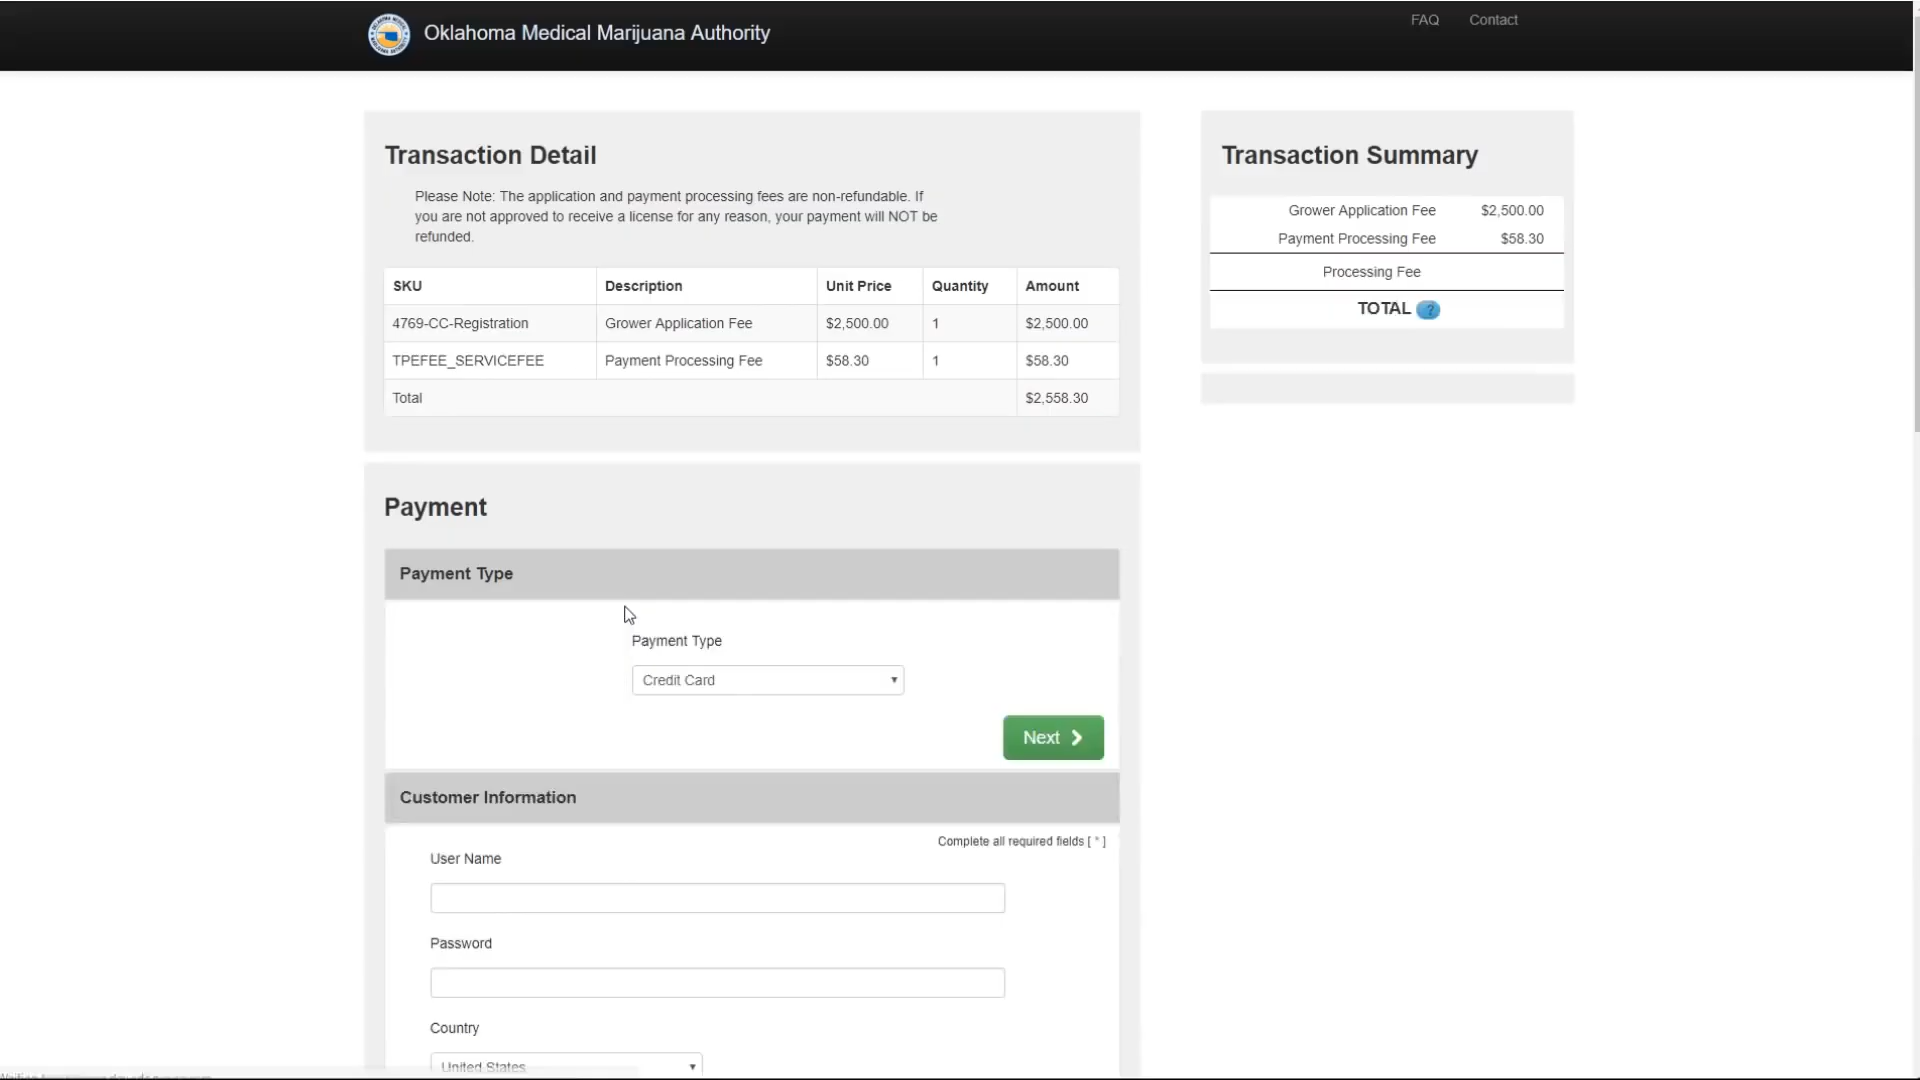 Oklahoma Medical Marijuana Authority
FAQ Contact
Transaction Detail
Please Note: The application and payment processing fees are non-refundable. If
you are not approved to receive a license for any reason, your payment will NOT be
refunded.
SKU Description Unit Price Quantity Amount
4769-CC-Registration Grower Application Fee $2,500.00 1 $2,500.00
TPEFEE_SERVICEFEE Payment Processing Fee $58.30 1 $58.30
Total $2,558.30
Transaction Summary
Grower Application Fee $2,500.00
Payment Processing Fee $58.30
Processing Fee
TOTAL ?
Payment
Payment Type
Payment Type
Credit Card
Next
Customer Information
Complete all required fields [ * ]
User Name
Password
Country
United States